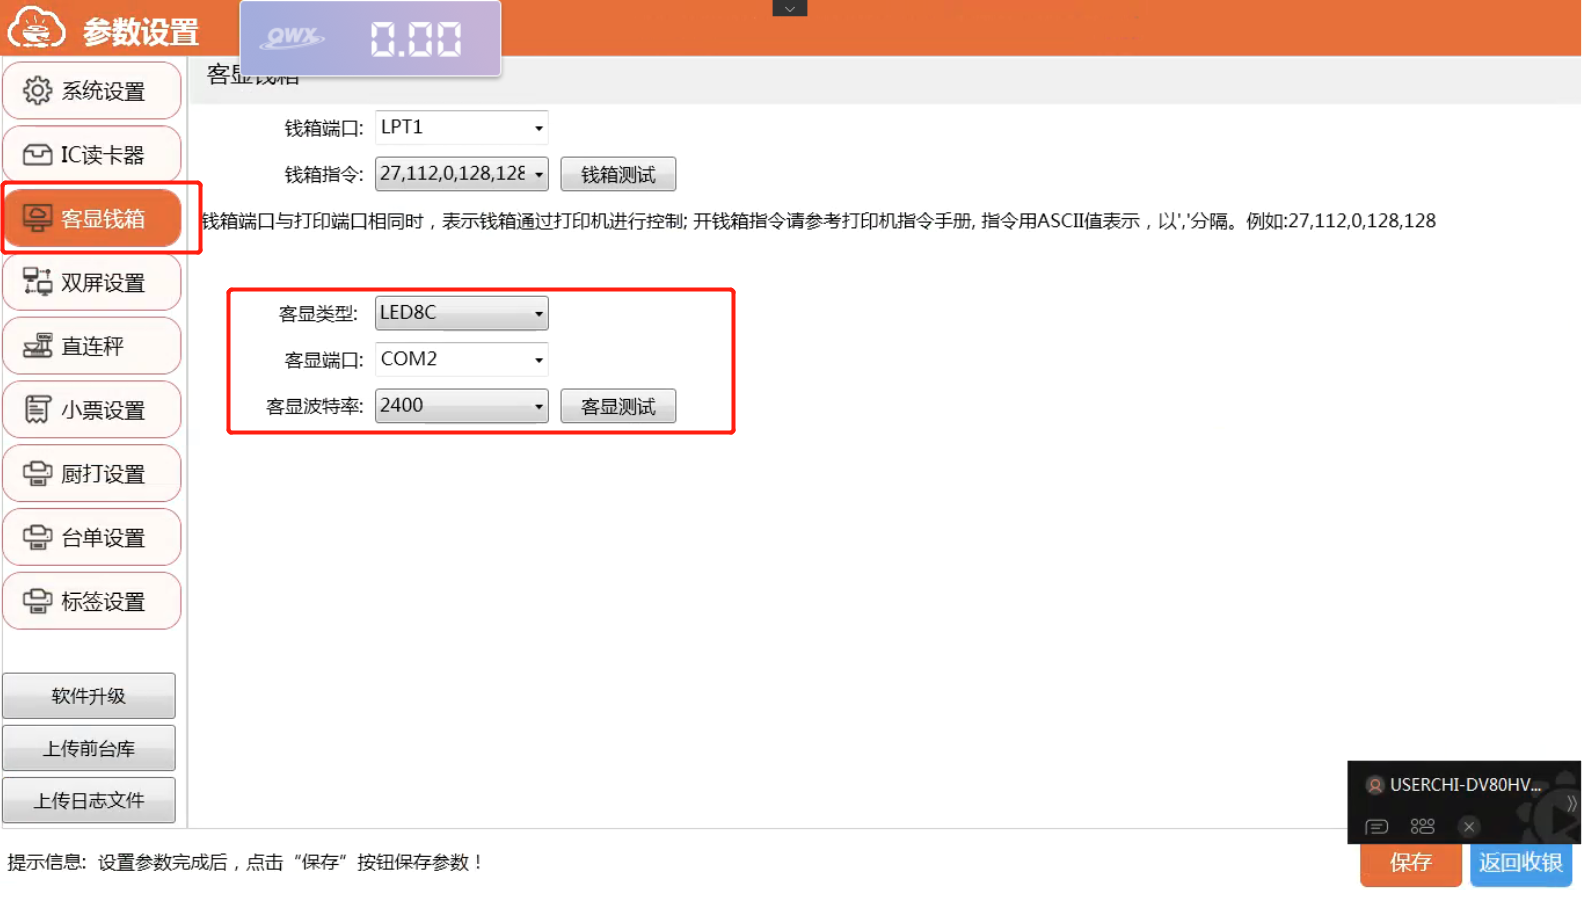 参数设置
QWX
0.00
客显钱箱
系统设置
IC读卡器
客显钱箱
双屏设置
直连秤
小票设置
厨打设置
台单设置
标签设置
软件升级
上传前台库
上传日志文件
钱箱端口: LPT1
钱箱指令: 27,112,0,128,128 钱箱测试
钱箱端口与打印端口相同时，表示钱箱通过打印机进行控制; 开钱箱指令请参考打印机指令手册, 指令用ASCII值表示，以','分隔。例如:27,112,0,128,128
客显类型: LED8C
客显端口: COM2
客显波特率: 2400 客显测试
USERCHI-DV80HV...
提示信息: 设置参数完成后，点击“保存”按钮保存参数！
保存
返回收银